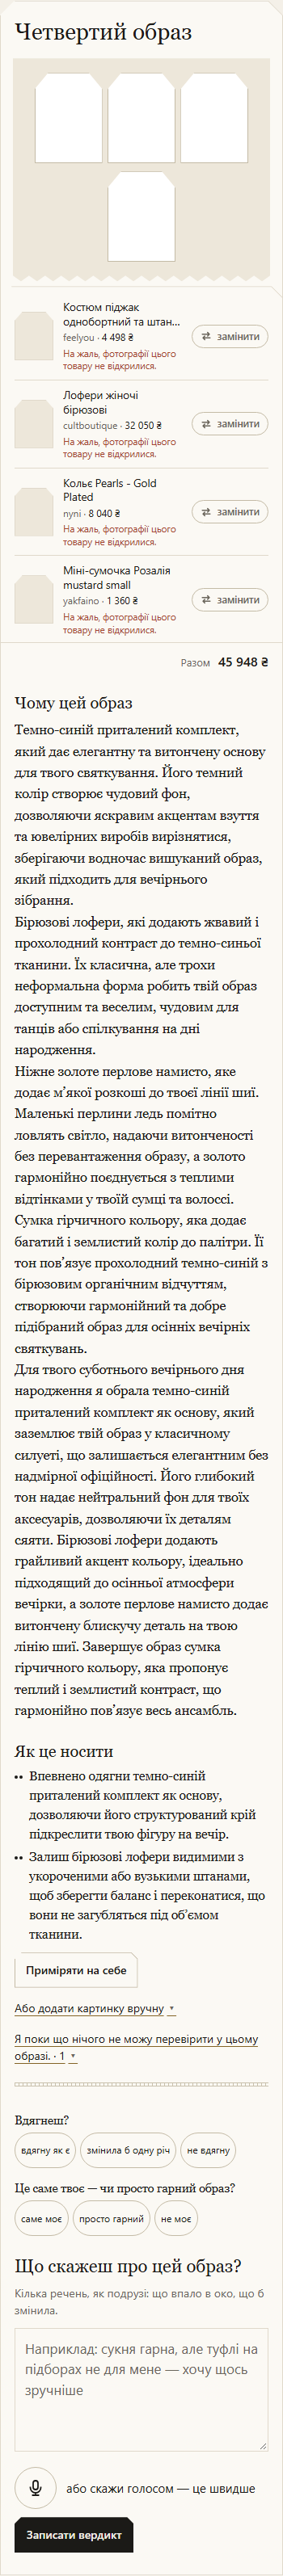 Четвертий образ
Костюм піджак
однобортний та штан...
feelyou · 4 498 ₴
На жаль, фотографії цього
товару не відкрилися.
замінити
Лофери жіночі
бірюзові
cultboutique · 32 050 ₴
На жаль, фотографії цього
товару не відкрилися.
замінити
Кольє Pearls - Gold
Plated
nyni · 8 040 ₴
На жаль, фотографії цього
товару не відкрилися.
замінити
Міні-сумочка Розалія
mustard small
yakfaino · 1 360 ₴
На жаль, фотографії цього
товару не відкрилися.
замінити
Разом 45 948 ₴
Чому цей образ
Темно-синій приталений комплект,
який дає елегантну та витончену основу
для твого святкування. Його темний
колір створює чудовий фон,
дозволяючи яскравим акцентам взуття
та ювелірних виробів вирізнятися,
зберігаючи водночас вишуканий образ,
який підходить для вечірнього
зібрання.
Бірюзові лофери, які додають жвавий і
прохолодний контраст до темно-синьої
тканини. Їх класична, але трохи
неформальна форма робить твій образ
доступним та веселим, чудовим для
танців або спілкування на дні
народження.
Ніжне золоте перлове намисто, яке
додає м’якої розкоші до твоєї лінії шиї.
Маленькі перлини ледь помітно
ловлять світло, надаючи витонченості
без перевантаження образу, а золото
гармонійно поєднується з теплими
відтінками у твоїй сумці та волоссі.
Сумка гірчичного кольору, яка додає
багатий і землистий колір до палітри. Її
тон пов’язує прохолодний темно-синій з
бірюзовим органічним відчуттям,
створюючи гармонійний та добре
підібраний образ для осінніх вечірніх
святкувань.
Для твого суботнього вечірнього дня
народження я обрала темно-синій
приталений комплект як основу, який
заземлює твій образ у класичному
силуеті, що залишається елегантним без
надмірної офіційності. Його глибокий
тон надає нейтральний фон для твоїх
аксесуарів, дозволяючи їх деталям
сяяти. Бірюзові лофери додають
грайливий акцент кольору, ідеально
підходящий до осінньої атмосфери
вечірки, а золоте перлове намисто додає
витончену блискучу деталь на твою
лінію шиї. Завершує образ сумка
гірчичного кольору, яка пропонує
теплий і землистий контраст, що
гармонійно пов’язує весь ансамбль.
Як це носити
Впевнено одягни темно-синій
приталений комплект як основу,
дозволяючи його структурований крій
підкреслити твою фігуру на вечір.
Залиш бірюзові лофери видимими з
укороченими або вузькими штанами,
щоб зберегти баланс і переконатися, що
вони не загубляться під об’ємом
тканини.
Приміряти на себе
Або додати картинку вручну
Я поки що нічого не можу перевірити у цьому
образі. · 1
Вдягнеш?
вдягну як є
змінила б одну річ
не вдягну
Це саме твоє — чи просто гарний образ?
саме моє
просто гарний
не моє
Що скажеш про цей образ?
Кілька речень, як подрузі: що впало в око, що б
змінила.
Наприклад: сукня гарна, але туфлі на
підборах не для мене — хочу щось
зручніше
або скажи голосом — це швидше
Записати вердикт